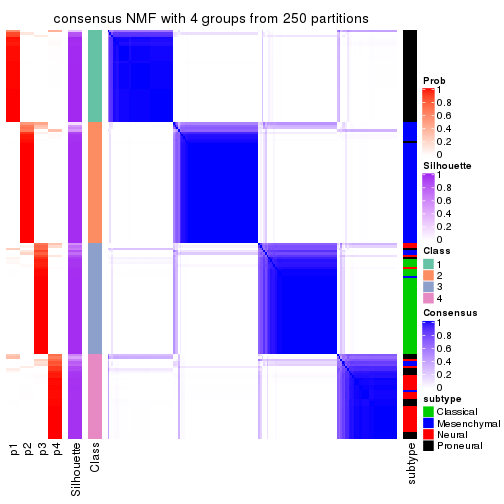 consensus NMF with 4 groups from 250 partitions
Prob
1
0.8
0.6
0.4
0.2
0
Silhouette
1
0.8
0.6
0.4
0.2
0
Class
1
2
3
4
Consensus
1
0.8
0.6
0.4
0.2
0
subtype
Classical
Mesenchymal
Neural
Proneural
p1
p2
p3
p4
Silhouette
Class
subtype